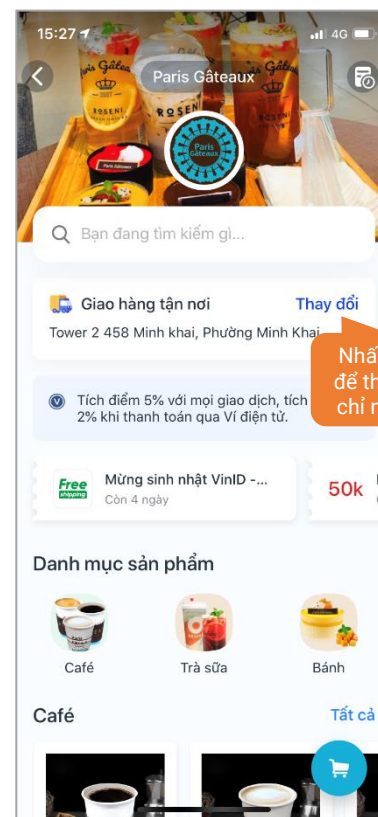 15:27
4G
Paris Gâteaux
ROSENI
ROSENI
Paris
Gâteaux
Bạn đang tìm kiếm gì...
Giao hàng tận nơi
Thay đổi
Tower 2 458 Minh khai, Phường Minh Khai
để
chỉ
Tích điểm 5% với mọi giao dịch, tích
2% khi thanh toán qua Ví điện tử.
Free
shipping
Mừng sinh nhật VinID -...
Còn 4 ngày
50k
Danh mục sản phẩm
Café
Trà sữa
Bánh
Café
Tất cả